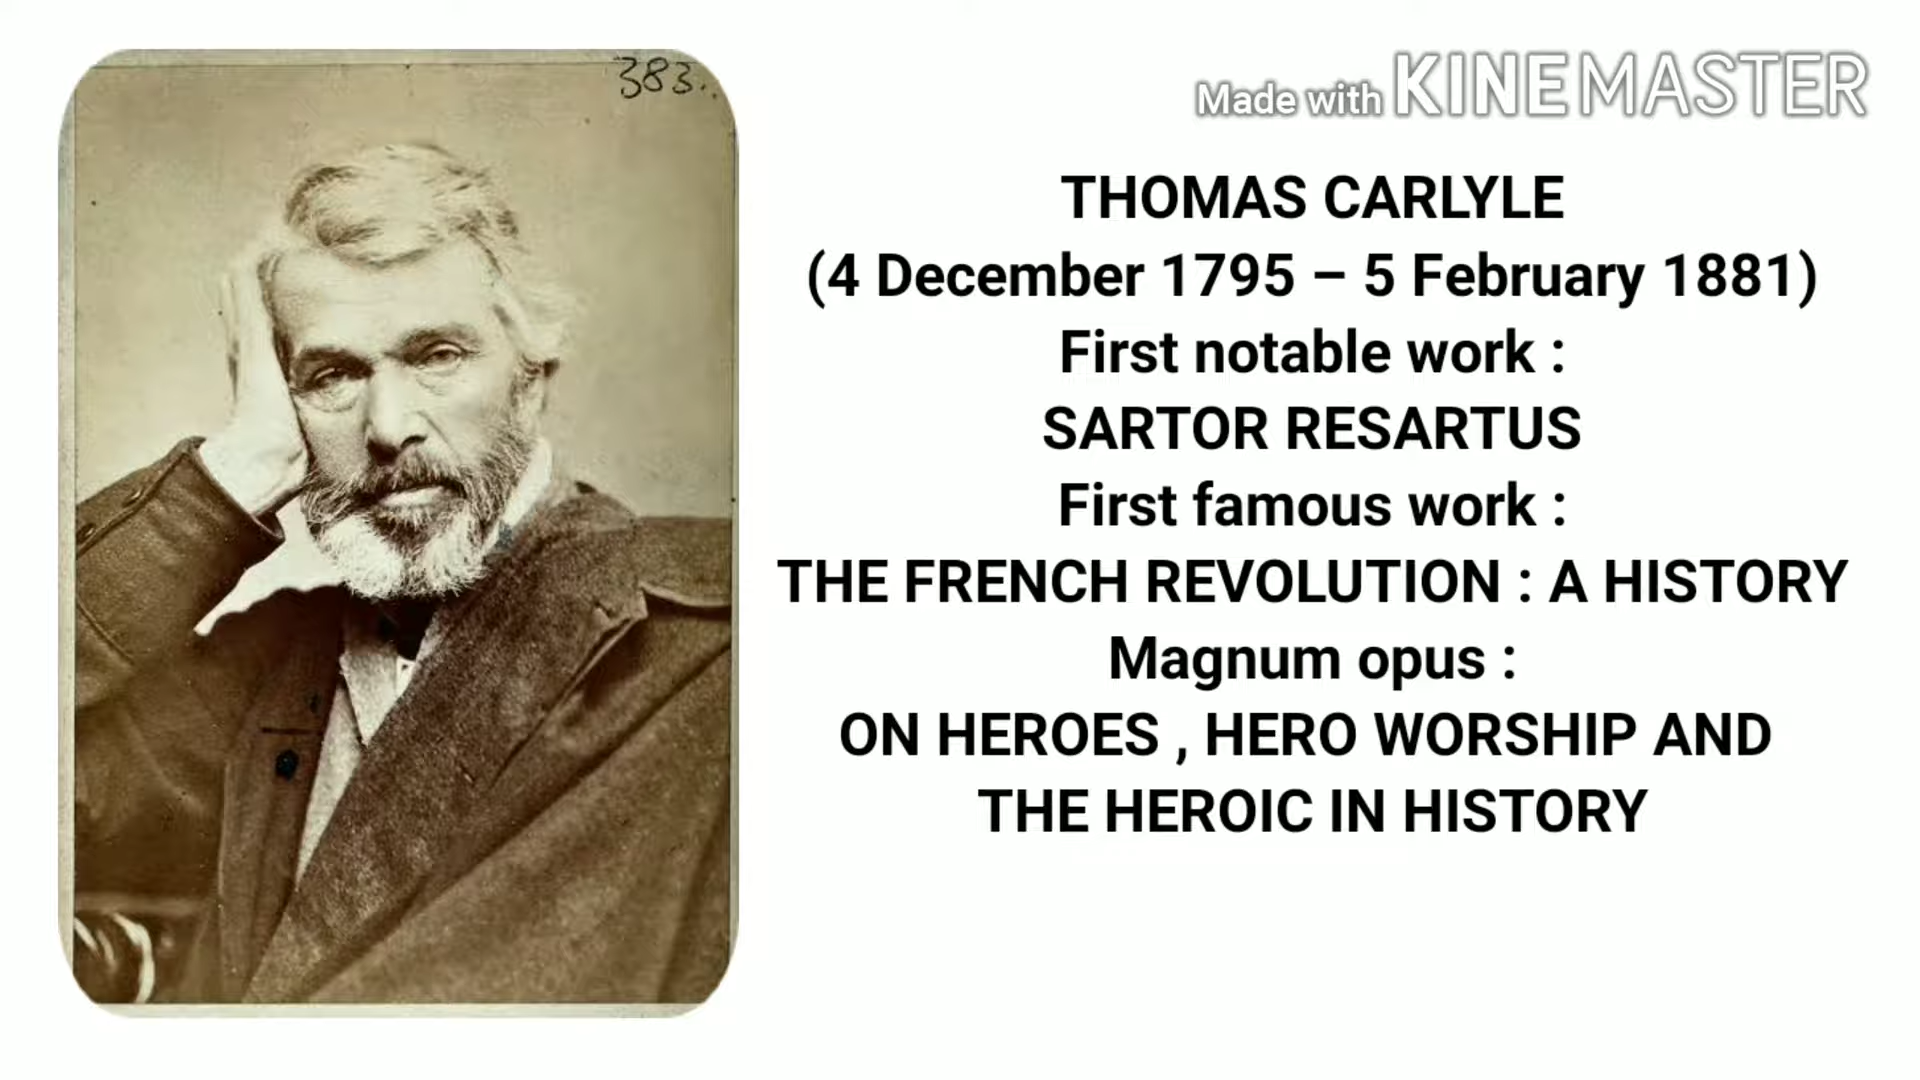 383..
Made with KINEMASTER
THOMAS CARLYLE
(4 December 1795 – 5 February 1881)
First notable work :
SARTOR RESARTUS
First famous work :
THE FRENCH REVOLUTION : A HISTORY
Magnum opus :
ON HEROES , HERO WORSHIP AND
THE HEROIC IN HISTORY